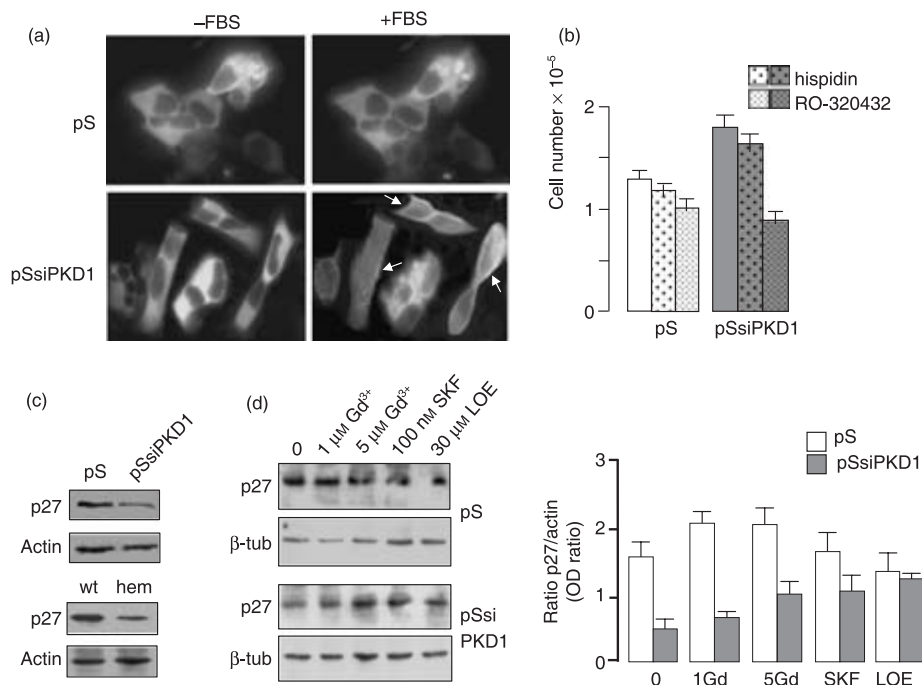 (a)
–FBS
+FBS
pS
pSsiPKD1
(b)
hispidin
RO-320432
Cell number × 10⁻⁵
2
1
0
pS
pSsiPKD1
(c)
pS
pSsiPKD1
p27
Actin
wt
hem
p27
Actin
(d)
0
1 μM Gd³⁺
5 μM Gd³⁺
100 nM SKF
30 μM LOE
p27
β-tub
pS
p27
β-tub
pSsi
PKD1
pS
pSsiPKD1
Ratio p27/actin
(OD ratio)
3
2
1
0
0
1Gd
5Gd
SKF
LOE